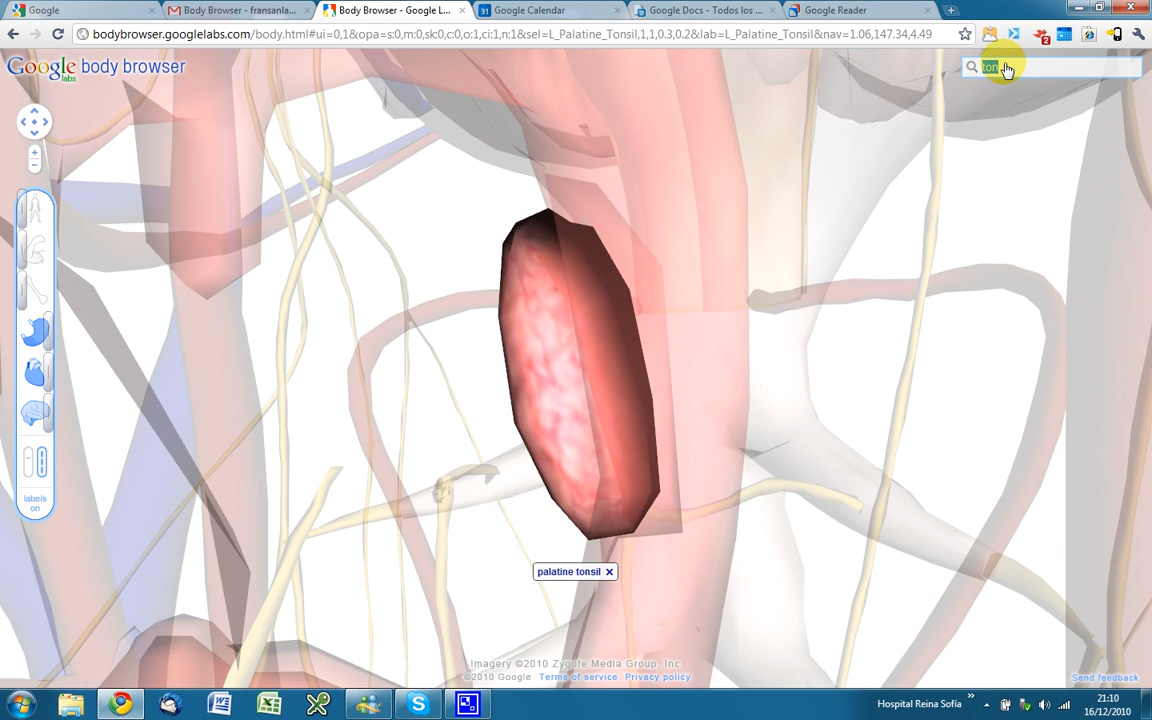 Google
Body Browser - fransanla...
Body Browser - Google L...
Google Calendar
Google Docs - Todos los ...
Google Reader
bodybrowser.googlelabs.com/body.html#ui=0,1&opa=s:0,m:0,sk:0,c:0,o:1,ci:1,n:1&sel=L_Palatine_Tonsil,1,1,0.3,0.2&lab=L_Palatine_Tonsil&nav=1.06,147.34,4.49
2
Google labs body browser
ton
labels
on
palatine tonsil
Imagery ©2010 Zygote Media Group, Inc
©2010 Google Terms of service Privacy policy
Send feedback
Hospital Reina Sofía
21:10
16/12/2010